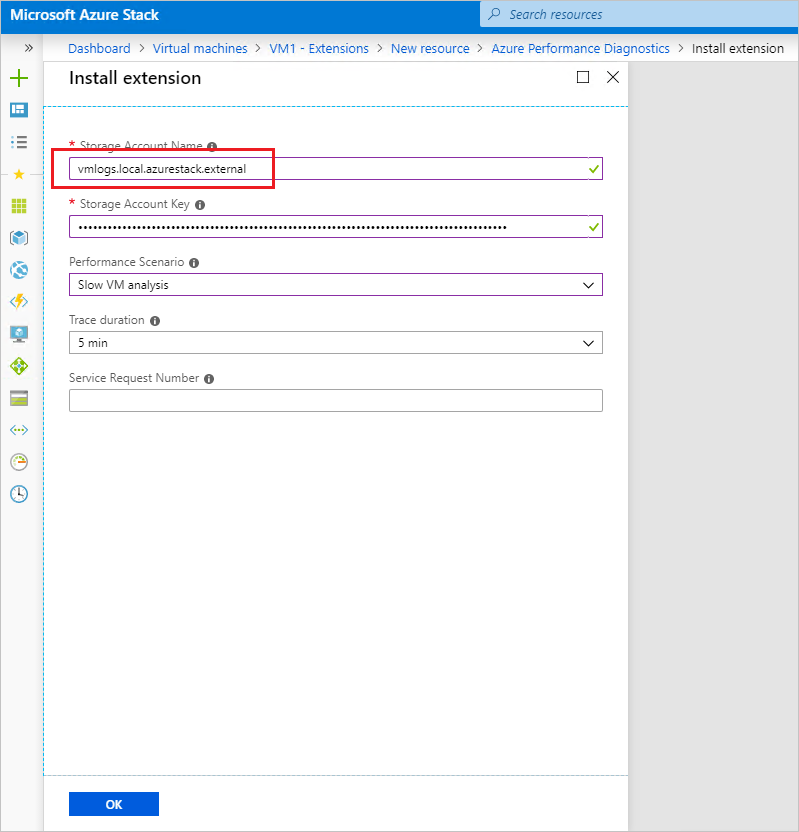 Microsoft Azure Stack
Search resources
» Dashboard > Virtual machines > VM1 - Extensions > New resource > Azure Performance Diagnostics > Install extension
Install extension
* Storage Account Name
vmlogs.local.azurestack.external
* Storage Account Key
••••••••••••••••••••••••••••••••••••••••••••••••••••••••••••••••••••••••••••••••••••••
Performance Scenario
Slow VM analysis
Trace duration
5 min
Service Request Number
OK